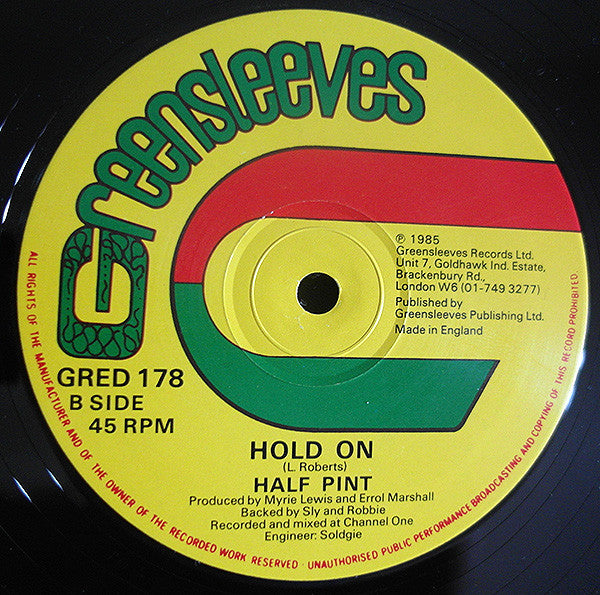 Greensleeves
℗ 1985
Greensleeves Records Ltd.
Unit 7, Goldhawk Ind. Estate,
Brackenbury Rd.,
London W6 (01-749 3277)
Published by
Greensleeves Publishing Ltd.
Made in England
GRED 178
B SIDE
45 RPM
HOLD ON
(L. Roberts)
HALF PINT
Produced by Myrie Lewis and Errol Marshall
Backed by Sly and Robbie
Recorded and mixed at Channel One
Engineer: Soldgie
ALL RIGHTS OF THE MANUFACTURER AND OF THE OWNER OF THE RECORDED WORK RESERVED · UNAUTHORISED PUBLIC PERFORMANCE BROADCASTING AND COPYING OF THIS RECORD PROHIBITED